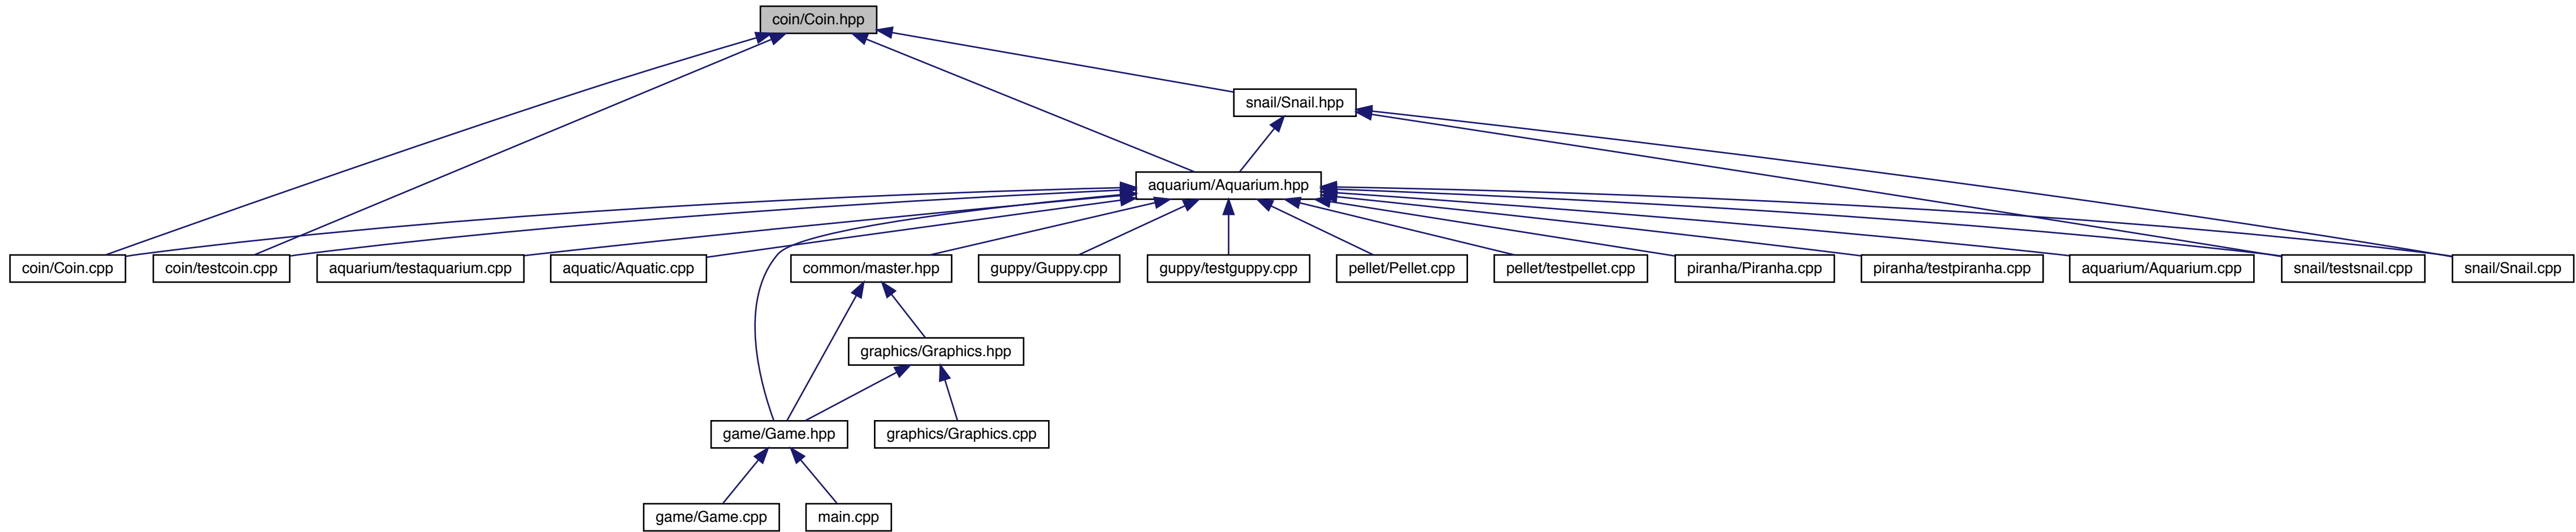 coin/Coin.hpp
snail/Snail.hpp
aquarium/Aquarium.hpp
coin/Coin.cpp
coin/testcoin.cpp
aquarium/testaquarium.cpp
aquatic/Aquatic.cpp
common/master.hpp
guppy/Guppy.cpp
guppy/testguppy.cpp
pellet/Pellet.cpp
pellet/testpellet.cpp
piranha/Piranha.cpp
piranha/testpiranha.cpp
aquarium/Aquarium.cpp
snail/testsnail.cpp
snail/Snail.cpp
graphics/Graphics.hpp
game/Game.hpp
graphics/Graphics.cpp
game/Game.cpp
main.cpp